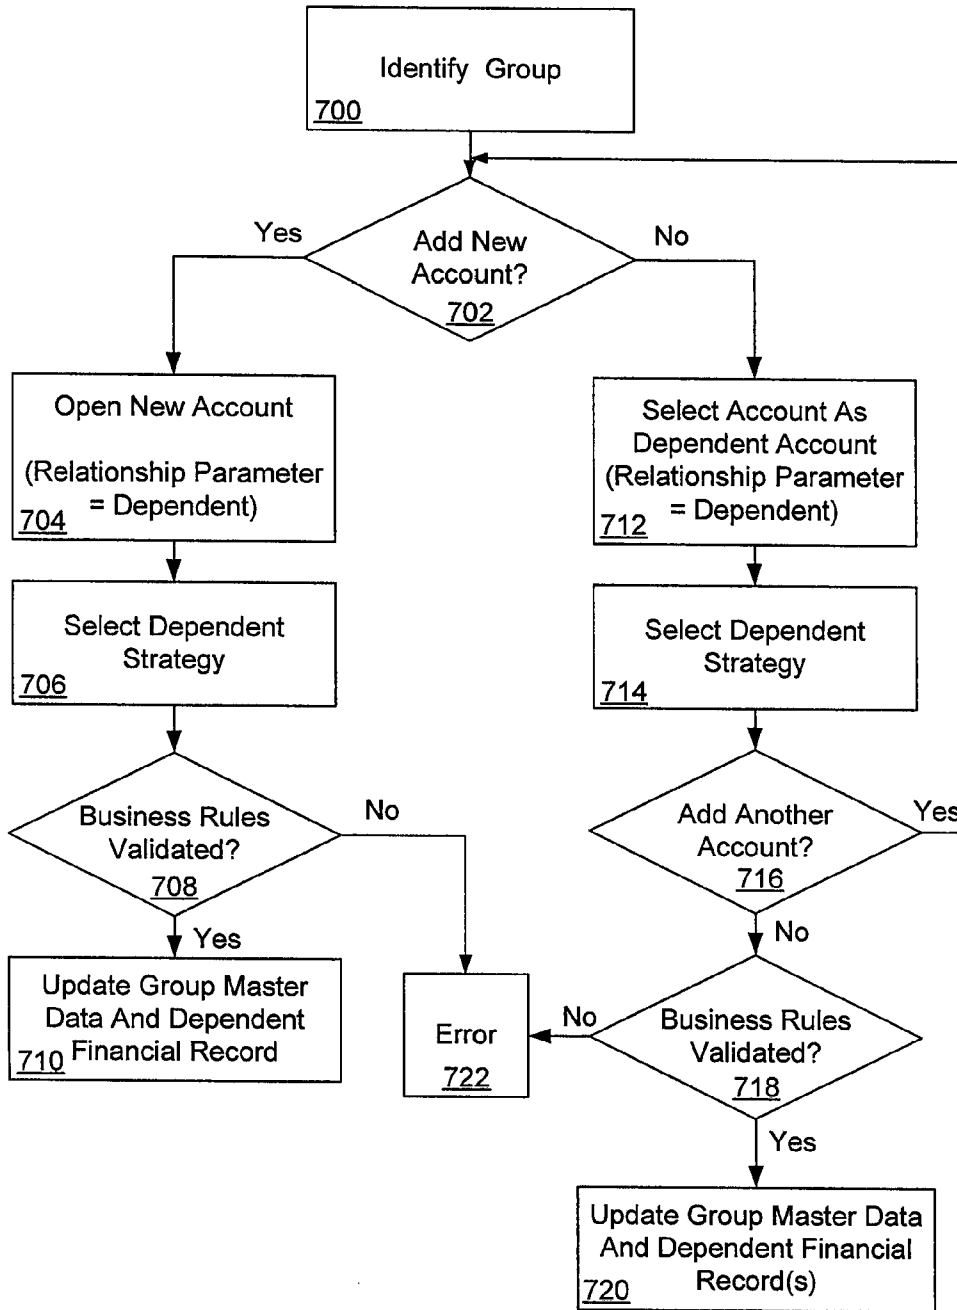 Identify Group
700
Yes
No
Add New
Account?
702
Open New Account
(Relationship Parameter
= Dependent)
704
Select Account As
Dependent Account
(Relationship Parameter
= Dependent)
712
Select Dependent
Strategy
706
Select Dependent
Strategy
714
Business Rules
Validated?
708
No
Yes
Add Another
Account?
716
Yes
No
Update Group Master
Data And Dependent
Financial Record
710
Error
722
No
Business Rules
Validated?
718
Yes
Update Group Master Data
And Dependent Financial
Record(s)
720